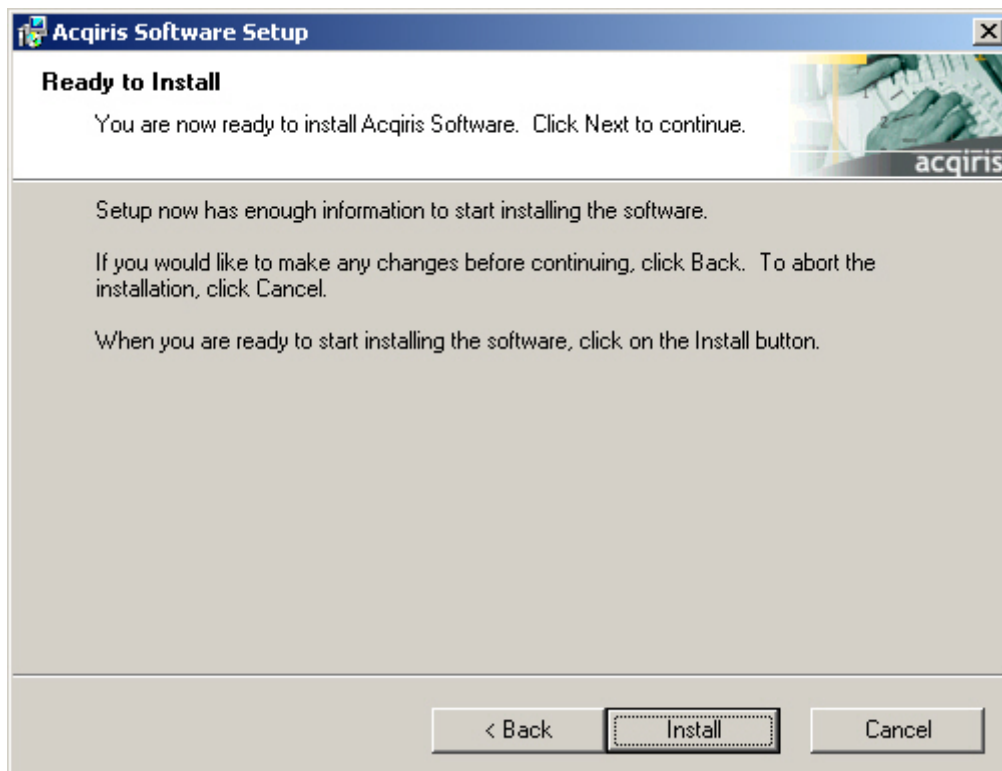 Acqiris Software Setup
Ready to Install
You are now ready to install Acqiris Software.  Click Next to continue.
acqiris
Setup now has enough information to start installing the software.
If you would like to make any changes before continuing, click Back.  To abort the
installation, click Cancel.
When you are ready to start installing the software, click on the Install button.
< Back Install Cancel